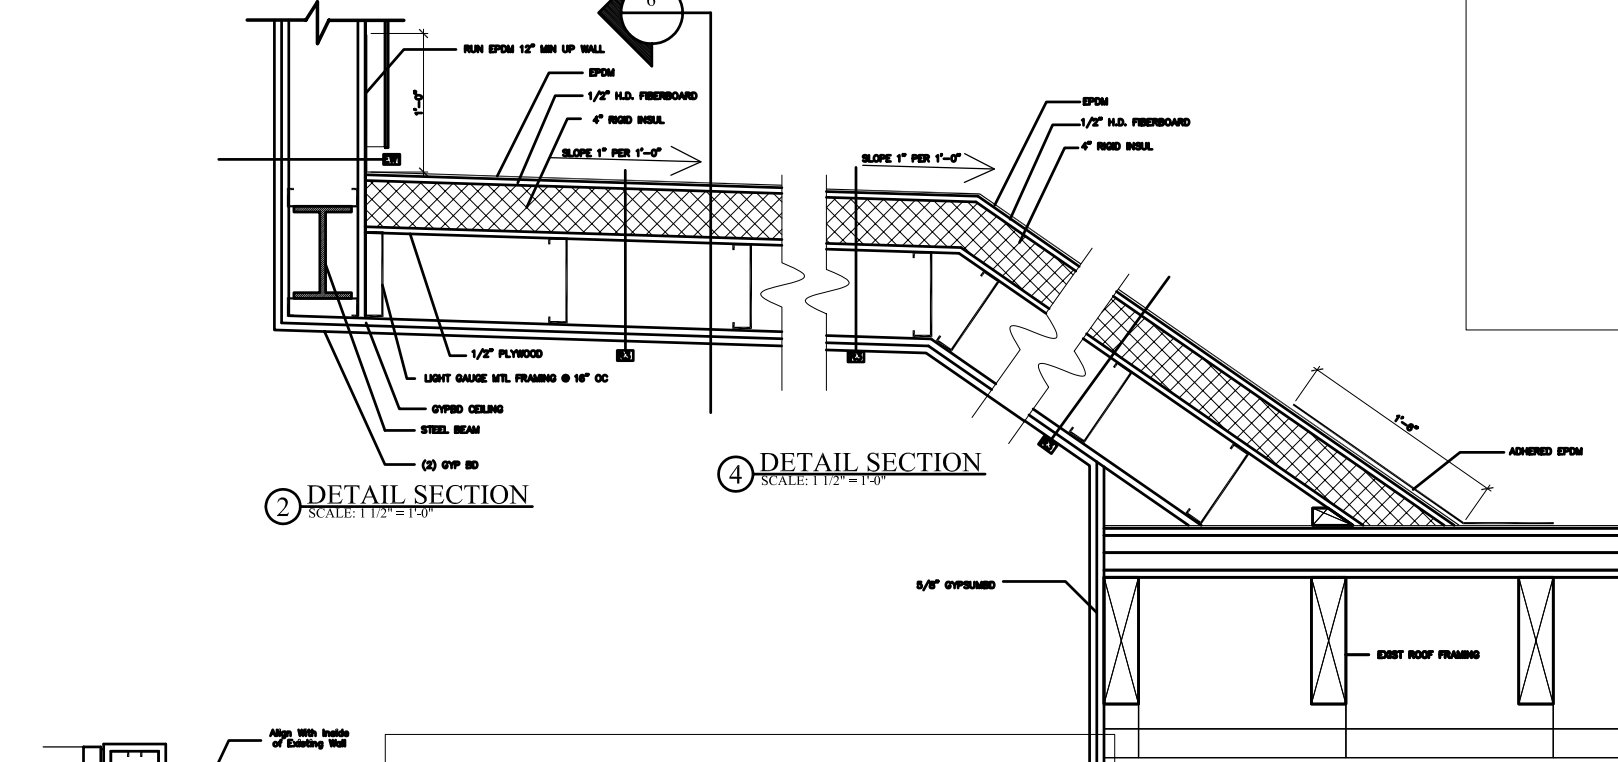 6
RUN EPDM 12" MIN UP WALL
EPDM
1/2" H.D. FIBERBOARD
4" RIGID INSUL
1'-0"
SLOPE 1" PER 1'-0"
EPDM
1/2" H.D. FIBERBOARD
4" RIGID INSUL
SLOPE 1" PER 1'-0"
1/2" PLYWOOD
LIGHT GAUGE MTL FRAMING @ 16" OC
GYPBD CEILING
STEEL BEAM
(2) GYP BD
2 DETAIL SECTION
SCALE: 1 1/2" = 1'-0"
4 DETAIL SECTION
SCALE: 1 1/2" = 1'-0"
ADHERED EPDM
5/8" GYPSUMBD
EXIST ROOF FRAMING
Align With Inside
of Existing Wall